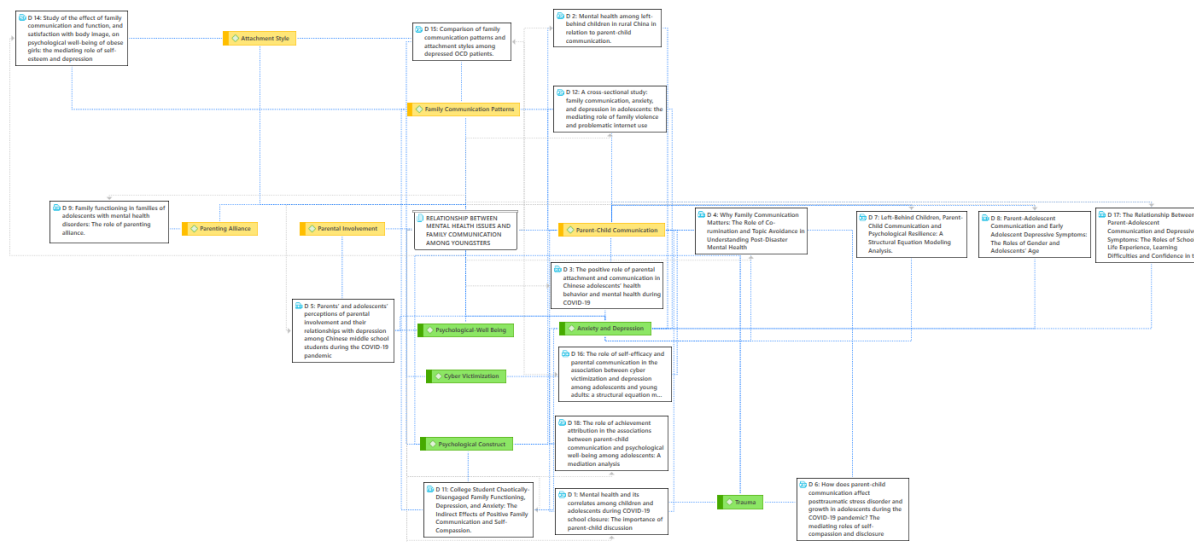 D 14: Study of the effect of family
communication and function, and
satisfaction with body image, on
psychological well-being of obese
girls: the mediating role of self-
esteem and depression
Attachment Style
D 15: Comparison of family
communication patterns and
attachment styles among
depressed OCD patients.
D 2: Mental health among left-
behind children in rural China in
relation to parent-child
communication.
Family Communication Patterns
D 12: A cross-sectional study:
family communication, anxiety,
and depression in adolescents: the
mediating role of family violence
and problematic internet use
D 9: Family functioning in families of
adolescents with mental health
disorders: The role of parenting
alliance.
Parenting Alliance
Parental Involvement
RELATIONSHIP BETWEEN
MENTAL HEALTH ISSUES AND
FAMILY COMMUNICATION
AMONG YOUNGSTERS
Parent-Child Communication
D 4: Why Family Communication
Matters: The Role of Co-
rumination and Topic Avoidance in
Understanding Post-Disaster
Mental Health
D 7: Left-Behind Children, Parent-
Child Communication and
Psychological Resilience: A
Structural Equation Modeling
Analysis.
D 8: Parent-Adolescent
Communication and Early
Adolescent Depressive Symptoms:
The Roles of Gender and
Adolescents' Age
D 17: The Relationship Between
Parent-Adolescent
Communication and Depressive
Symptoms: The Roles of School
Life Experience, Learning
Difficulties and Confidence in t
D 3: The positive role of parental
attachment and communication in
Chinese adolescents' health
behavior and mental health during
COVID-19
D 5: Parents' and adolescents'
perceptions of parental
involvement and their
relationships with depression
among Chinese middle school
students during the COVID-19
pandemic
Psychological-Well Being
Anxiety and Depression
D 16: The role of self-efficacy and
parental communication in the
association between cyber
victimization and depression
among adolescents and young
adults: a structural equation m...
Cyber Victimization
D 18: The role of achievement
attribution in the associations
between parent-child
communication and psychological
well-being among adolescents: A
mediation analysis
Psychological Construct
D 11: College Student Chaotically-
Disengaged Family Functioning,
Depression, and Anxiety: The
Indirect Effects of Positive Family
Communication and Self-
Compassion.
D 1: Mental health and its
correlates among children and
adolescents during COVID-19
school closure: The importance of
parent-child discussion
Trauma
D 6: How does parent-child
communication affect
posttraumatic stress disorder and
growth in adolescents during the
COVID-19 pandemic? The
mediating roles of self-
compassion and disclosure